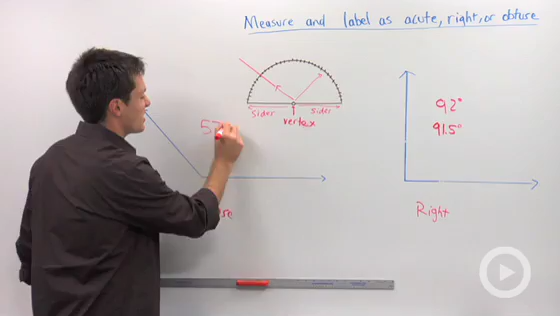 Measure and label as acute, right, or obtuse
r
sides
sides
vertex
92°
91.5°
Right